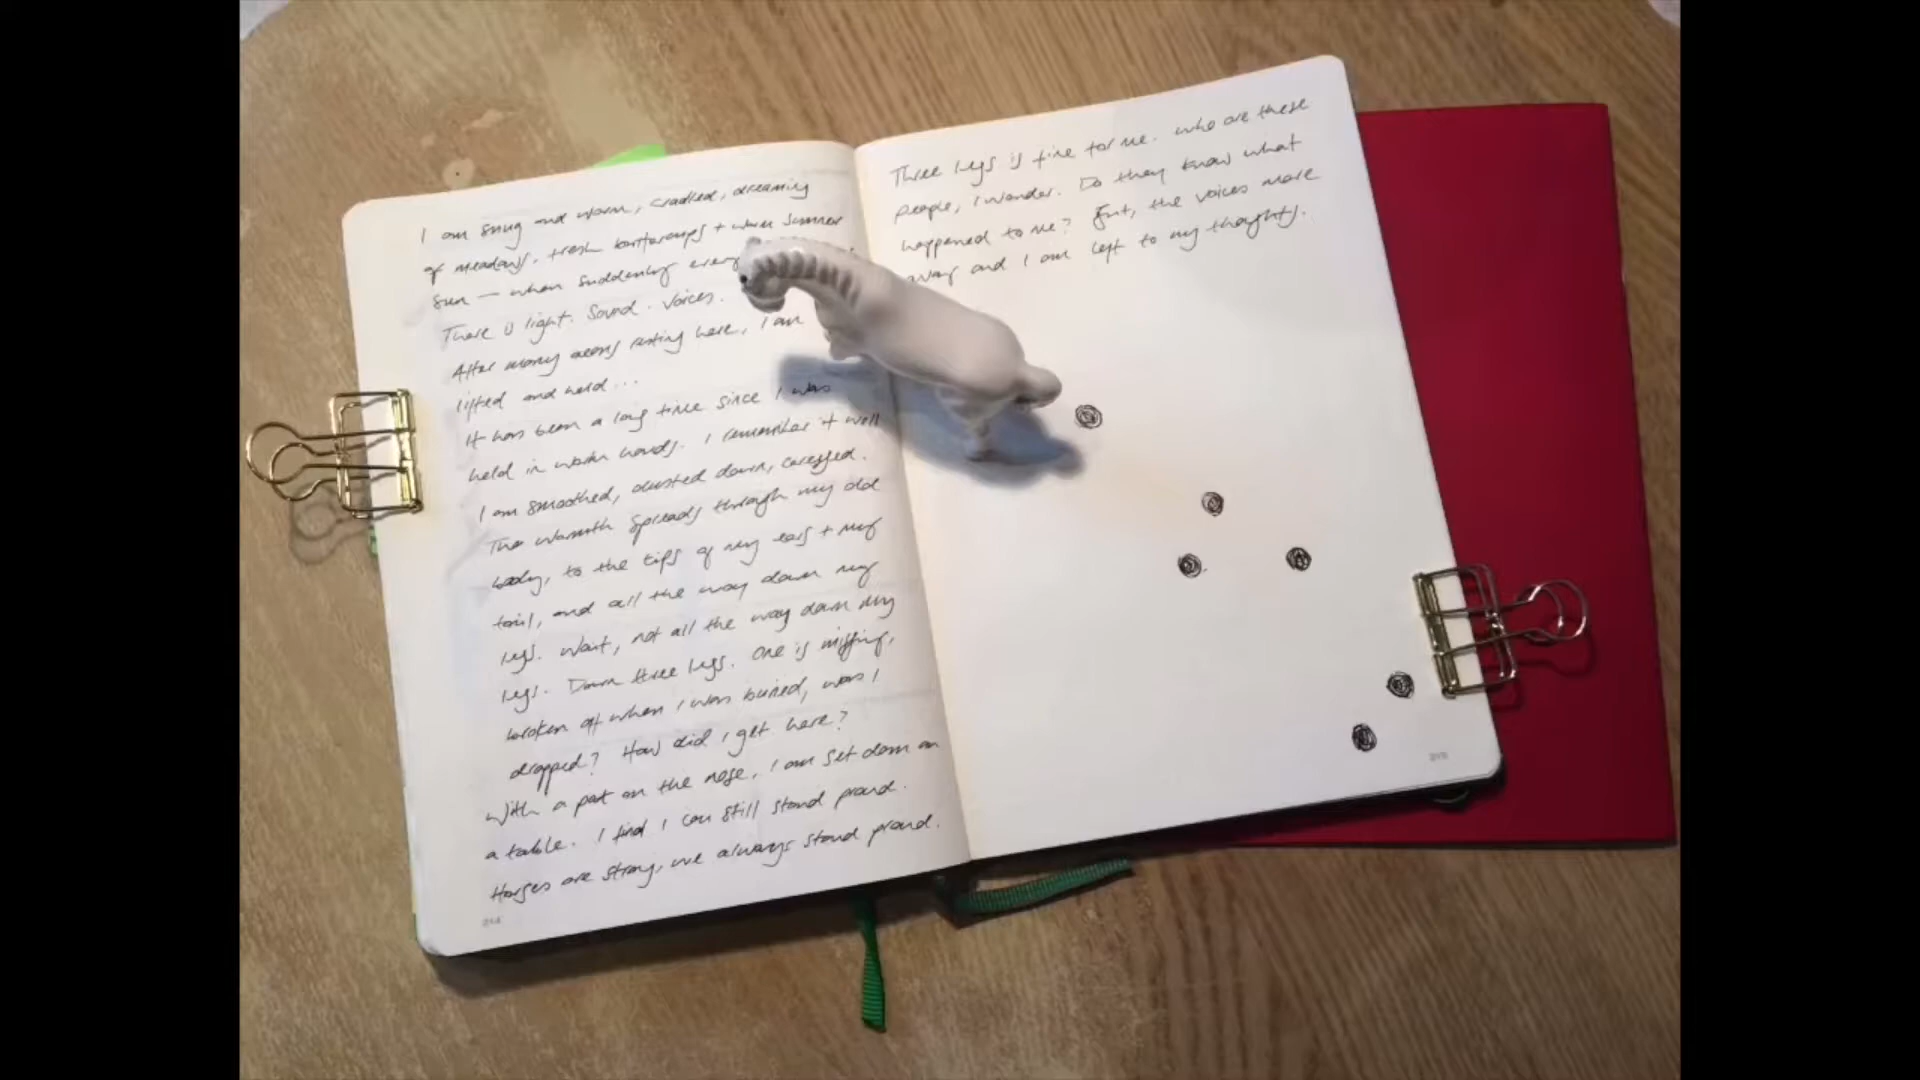 I am snug and warm, cradled, dreaming
of meadows, fresh buttercups + warm summer
sun — when suddenly
There is light. Sound. Voices.
After many aeons resting here, I am
lifted and held...
It has been a long time since I was
held in warm hands. I remember it well
I am smoothed, dusted down, caressed.
The warmth spreads through my old
body, to the tips of my ears + my
tail, and all the way down my
legs. Wait, not all the way down my
legs. Down three legs. One is missing,
broken off when I was buried, was I
dropped? How did I get here?
With a pat on the nose, I am set down on
a table. I find I can still stand proud.
Horses are strong, we always stand proud.
214
Three legs is fine for me. Who are these
people, I wonder. Do they know what
happened to me? But, the voices move
away and I am left to my thoughts.
215